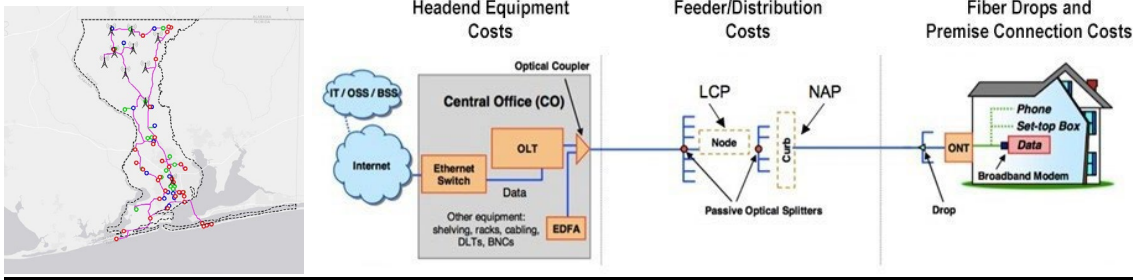 Headend Equipment
Costs
Feeder/Distribution
Costs
Fiber Drops and
Premise Connection Costs
Optical Coupler
IT / OSS / BSS
Central Office (CO)
OLT
Internet
Ethernet
Switch
Data
Other equipment:
shelving, racks, cabling,
DLTs, BNCs
EDFA
LCP
NAP
Node
Curb
Passive Optical Splitters
Phone
Set-top Box
Data
ONT
Broadband Modem
Drop